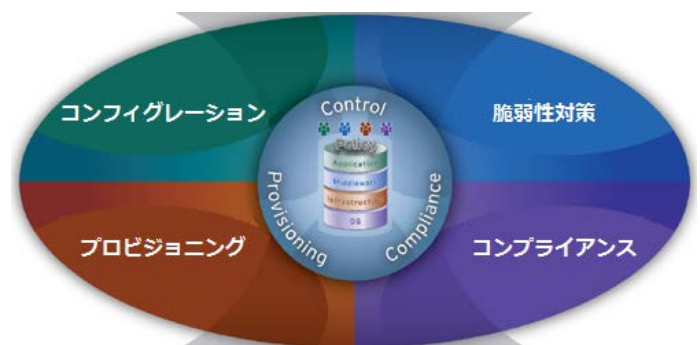 コンフィグレーション
脆弱性対策
Control
Policy
Application
Middleware
Infrastructure
OS
Provisioning
Compliance
プロビジョニング
コンプライアンス